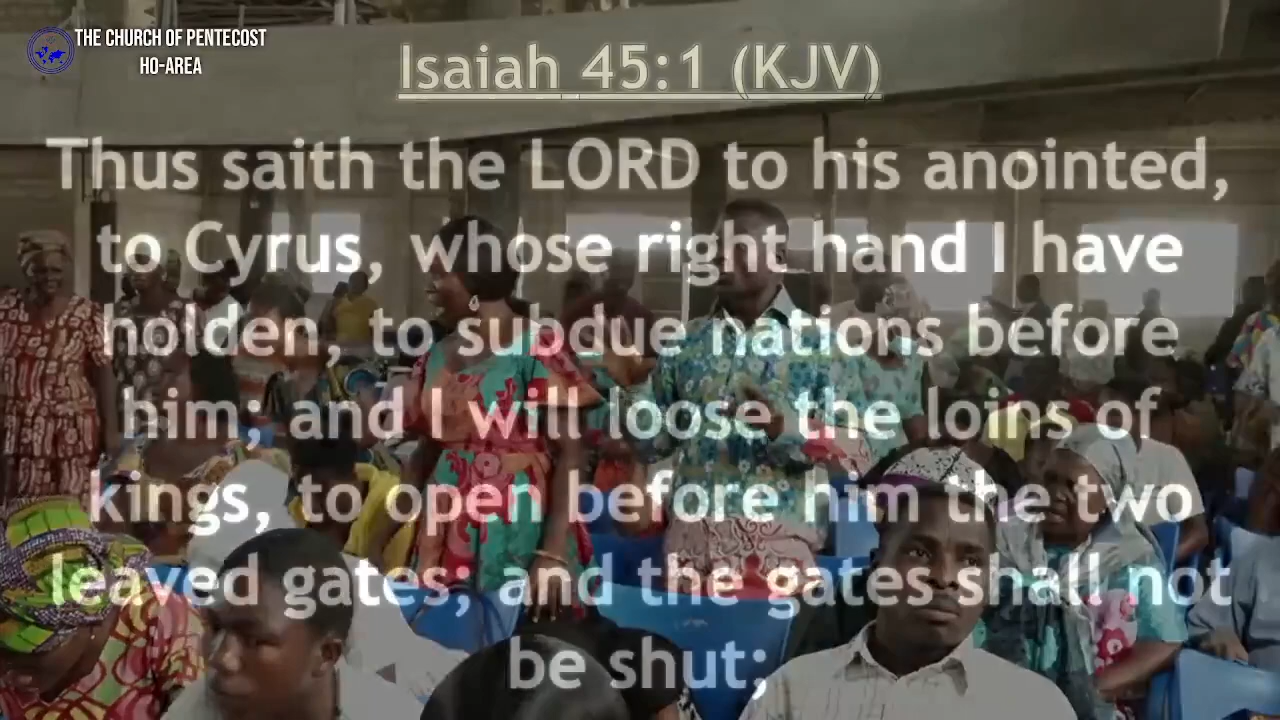 THE CHURCH OF PENTECOST
HO-AREA
Isaiah 45:1 (KJV)
Thus saith the LORD to his anointed,
to Cyrus, whose right hand I have
holden, to subdue nations before
him; and I will loose the loins of
kings, to open before him the two
leaved gates; and the gates shall not
be shut;